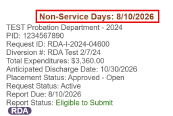 Non-Service Days: 8/10/2026
TEST Probation Department - 2024
PID: 1234567890
Request ID: RDA-I-2024-04600
Diversion #: RDA Test 2/7/24
Total Expenditures: $3,360.00
Anticipated Discharge Date: 10/30/2026
Placement Status: Approved - Open
Request Status: Active
Report Due: 8/10/2026
Report Status: Eligible to Submit
RDA